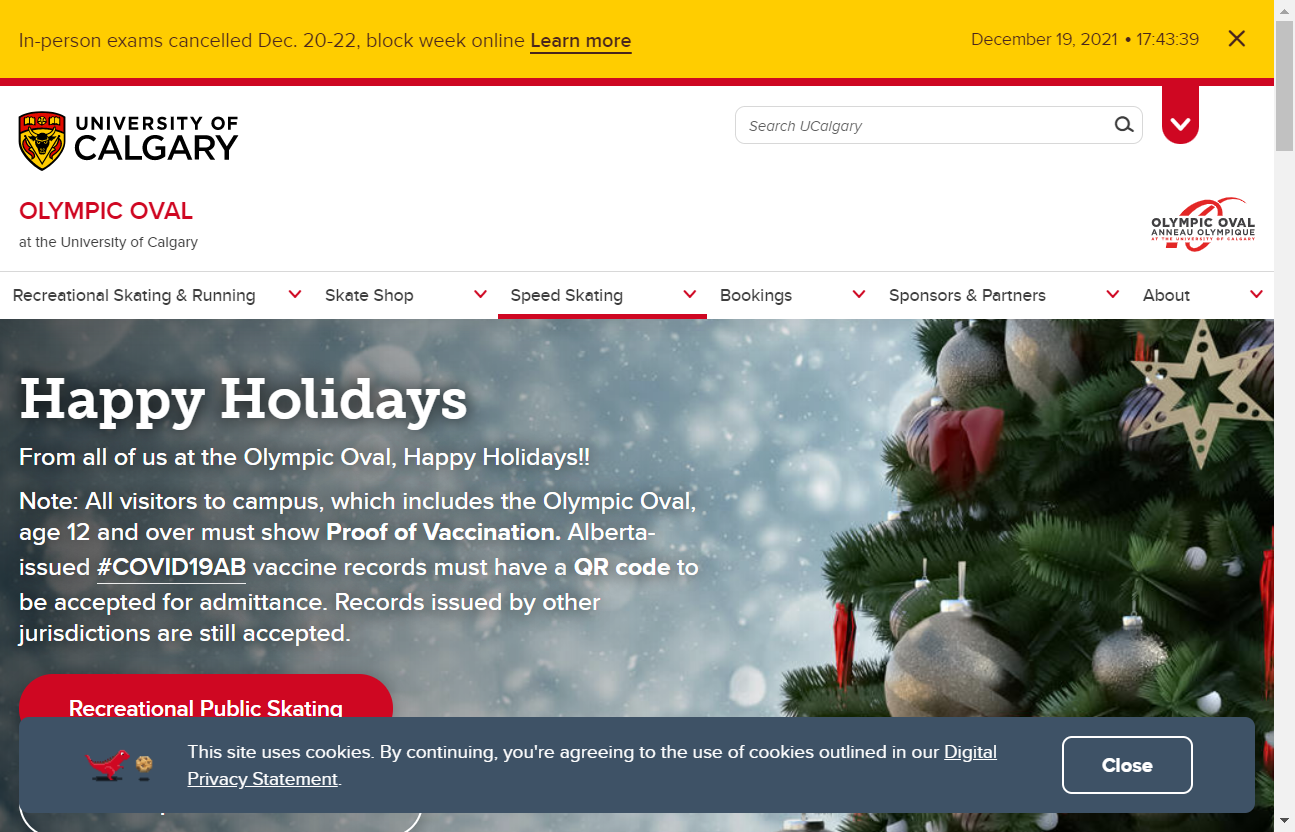 In-person exams cancelled Dec. 20-22, block week online Learn more
December 19, 2021 • 17:43:39
UNIVERSITY OF
CALGARY
Search UCalgary
OLYMPIC OVAL
at the University of Calgary
OLYMPIC OVAL
ANNEAU OLYMPIQUE
AT THE UNIVERSITY OF CALGARY
Recreational Skating & Running
Skate Shop
Speed Skating
Bookings
Sponsors & Partners
About
Happy Holidays
From all of us at the Olympic Oval, Happy Holidays!!
Note: All visitors to campus, which includes the Olympic Oval,
age 12 and over must show Proof of Vaccination. Alberta-
issued #COVID19AB vaccine records must have a QR code to
be accepted for admittance. Records issued by other
jurisdictions are still accepted.
Recreational Public Skating
This site uses cookies. By continuing, you're agreeing to the use of cookies outlined in our Digital
Privacy Statement.
Close